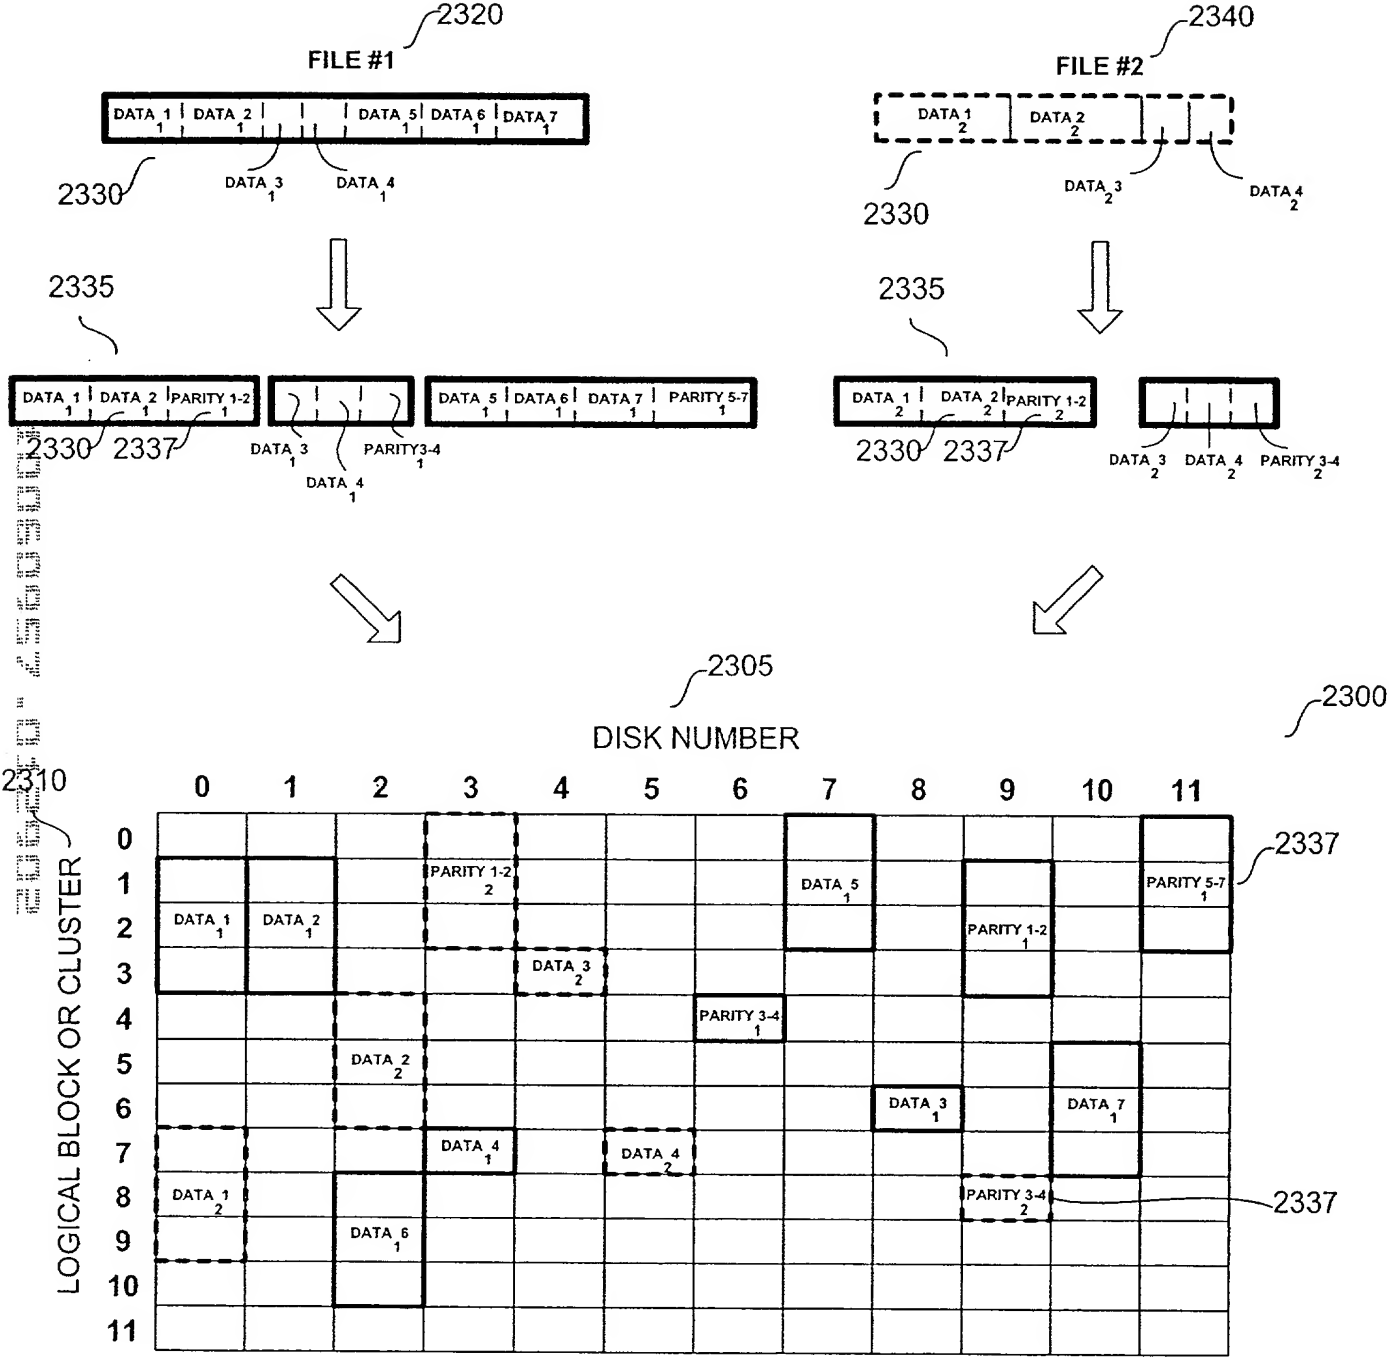 2320
2340
FILE #1
FILE #2
DATA 1 1
DATA 2 1
DATA 5 1
DATA 6 1
DATA 7 1
DATA 1 2
DATA 2 2
2330
DATA 3 1
DATA 4 1
2330
DATA 3 2
DATA 4 2
2335
2335
DATA 1 1
DATA 2 1
PARITY 1-2 1
DATA 5 1
DATA 6 1
DATA 7 1
PARITY 5-7 1
DATA 1 2
DATA 2 2
PARITY 1-2 2
2330
2337
DATA 3 1
DATA 4 1
PARITY3-4 1
2330
2337
DATA 3 2
DATA 4 2
PARITY 3-4 2
2305
2300
DISK NUMBER
2310
0 1 2 3 4 5 6 7 8 9 10 11
LOGICAL BLOCK OR CLUSTER
0
1
PARITY 1-2 2
DATA 5 1
PARITY 5-7 1
2337
2
DATA 1 1
DATA 2 1
PARITY 1-2 1
3
DATA 3 2
4
PARITY 3-4 1
5
DATA 2 2
6
DATA 3 1
DATA 7 1
7
DATA 4 1
DATA 4 2
8
DATA 1 2
PARITY 3-4 2
2337
9
DATA 6 1
10
11